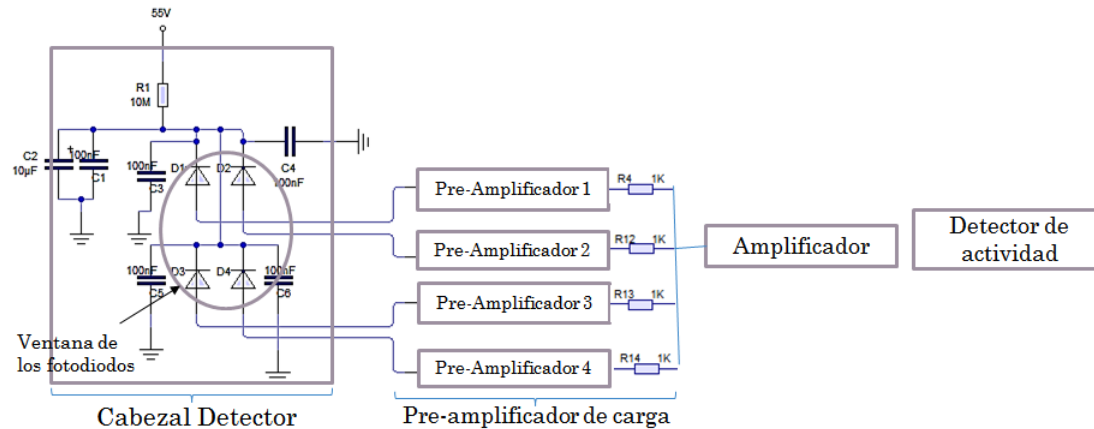 55V
R1
10M
C2
10µF
100nF
C1
100nF
C3
D1
D2
C4
100nF
100nF
C5
D3
D4
100nF
C6
Ventana de
los fotodiodos
Cabezal Detector
Pre-Amplificador 1
R4 1K
Pre-Amplificador 2
R12 1K
Pre-Amplificador 3
R13 1K
Pre-Amplificador 4
R14 1K
Pre-amplificador de carga
Amplificador
Detector de
actividad